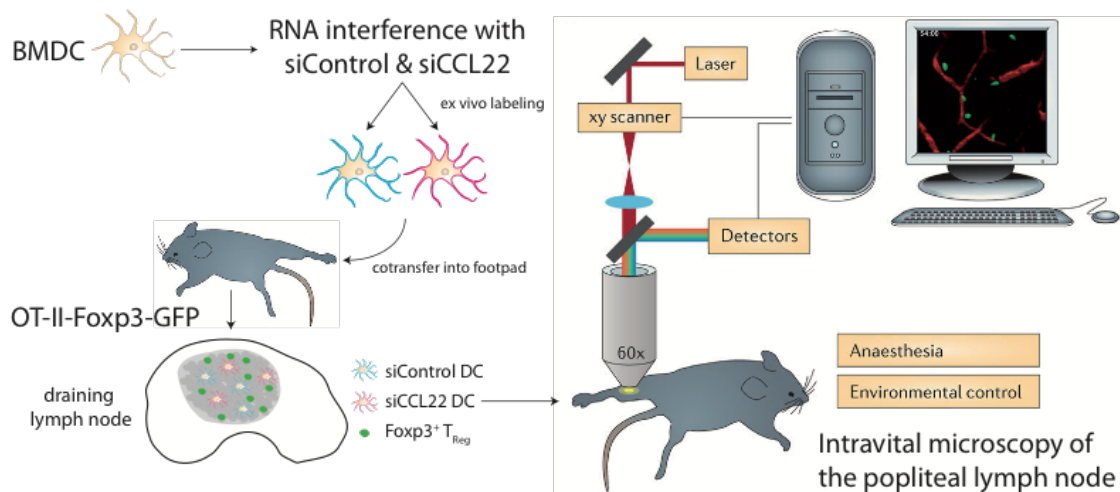 BMDC
RNA interference with
siControl & siCCL22
ex vivo labeling
cotransfer into footpad
OT-II-Foxp3-GFP
draining
lymph node
siControl DC
siCCL22 DC
Foxp3⁺ T_Reg
Laser
xy scanner
Detectors
54:00
60x
Anaesthesia
Environmental control
Intravital microscopy of
the popliteal lymph node